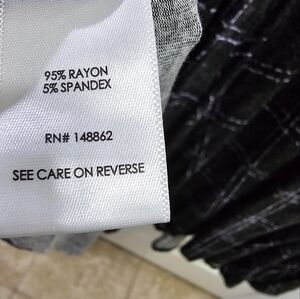 95% RAYON
5% SPANDEX
RN# 148862
SEE CARE ON REVERSE